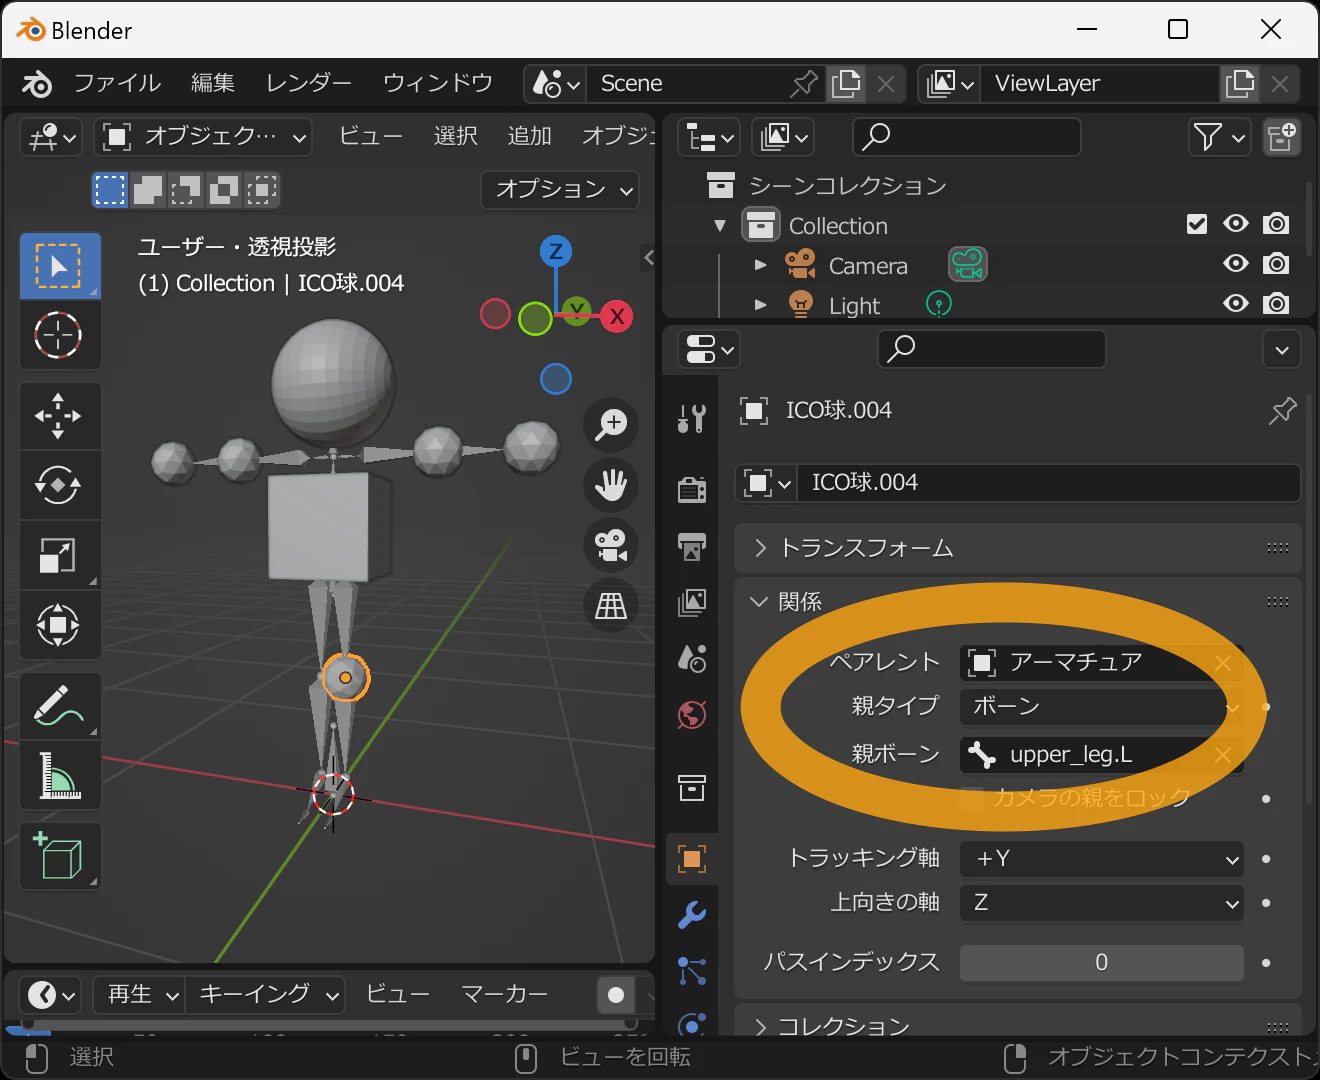 Blender
ファイル 編集 レンダー ウィンドウ Scene ViewLayer
オブジェク… ビュー 選択 追加 オブジェ
オプション
シーンコレクション
Collection
Camera
Light
ユーザー・透視投影
(1) Collection | ICO球.004
Z
Y
X
ICO球.004
ICO球.004
トランスフォーム
関係
ペアレント アーマチュア
親タイプ ボーン
親ボーン upper_leg.L
カメラの親をロック
トラッキング軸 +Y
上向きの軸 Z
パスインデックス 0
コレクション
再生 キーイング ビュー マーカー
選択 ビューを回転 オブジェクトコンテクスト